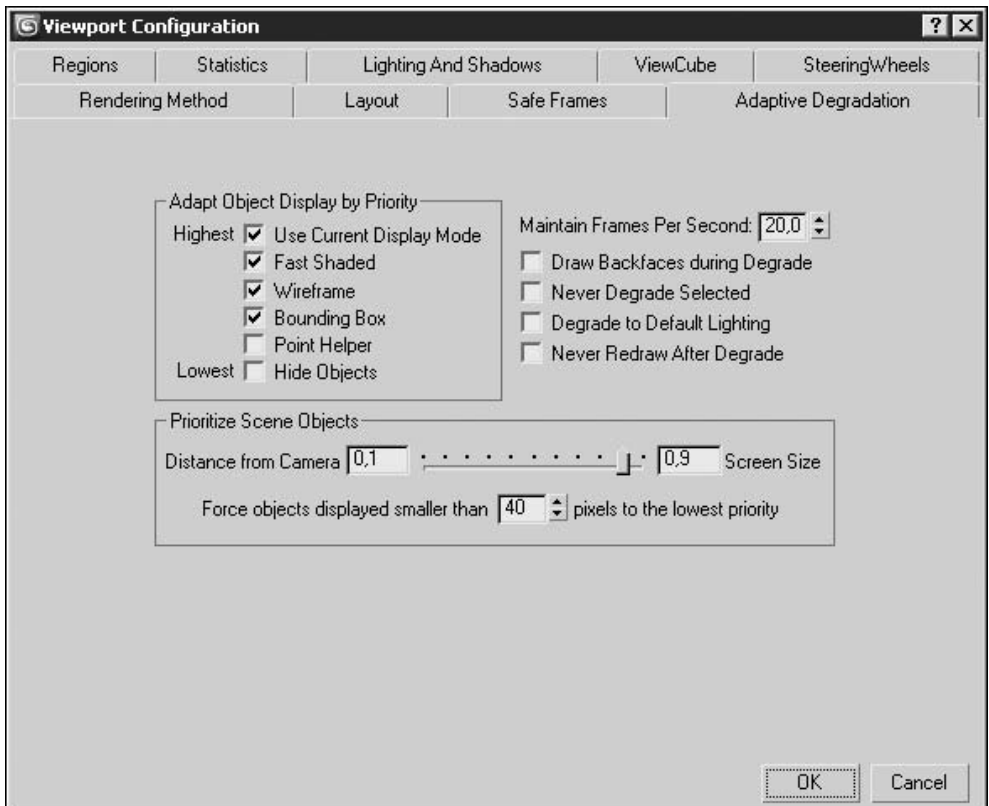 Viewport Configuration
Regions Statistics Lighting And Shadows ViewCube SteeringWheels
Rendering Method Layout Safe Frames Adaptive Degradation
Adapt Object Display by Priority
Highest Use Current Display Mode
Fast Shaded
Wireframe
Bounding Box
Point Helper
Lowest Hide Objects
Maintain Frames Per Second: 20,0
Draw Backfaces during Degrade
Never Degrade Selected
Degrade to Default Lighting
Never Redraw After Degrade
Prioritize Scene Objects
Distance from Camera 0,1 0,9 Screen Size
Force objects displayed smaller than 40 pixels to the lowest priority
OK Cancel